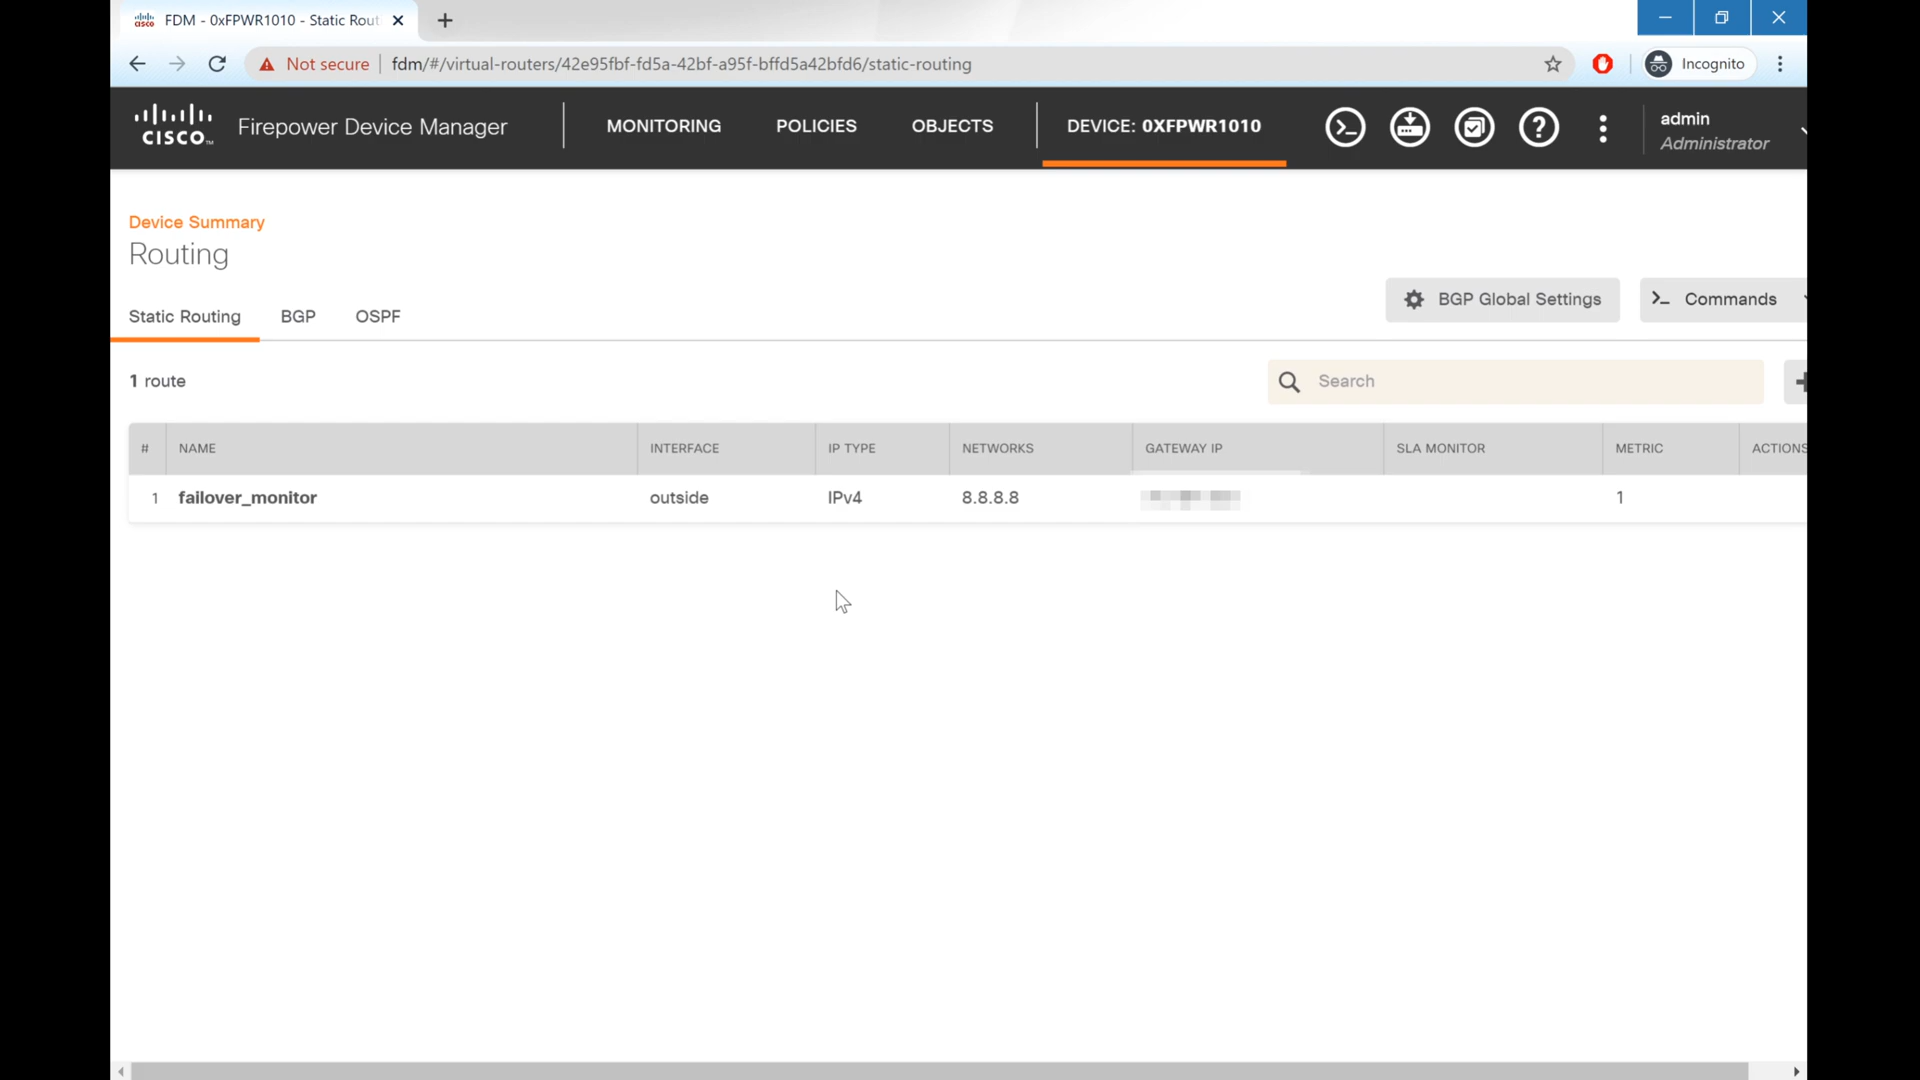 FDM - 0xFPWR1010 - Static Rout
Not secure
fdm/#/virtual-routers/42e95fbf-fd5a-42bf-a95f-bffd5a42bfd6/static-routing
Incognito
CISCO
Firepower Device Manager
MONITORING
POLICIES
OBJECTS
DEVICE: 0XFPWR1010
admin
Administrator
Device Summary
Routing
Static Routing
BGP
OSPF
BGP Global Settings
Commands
1 route
Search
# NAME INTERFACE IP TYPE NETWORKS GATEWAY IP SLA MONITOR METRIC ACTIONS
1 failover_monitor outside IPv4 8.8.8.8 1